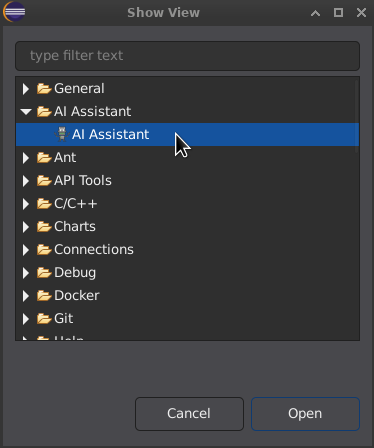 Show View
type filter text
General
AI Assistant
AI Assistant
Ant
API Tools
C/C++
Charts
Connections
Debug
Docker
Git
Help
Cancel
Open